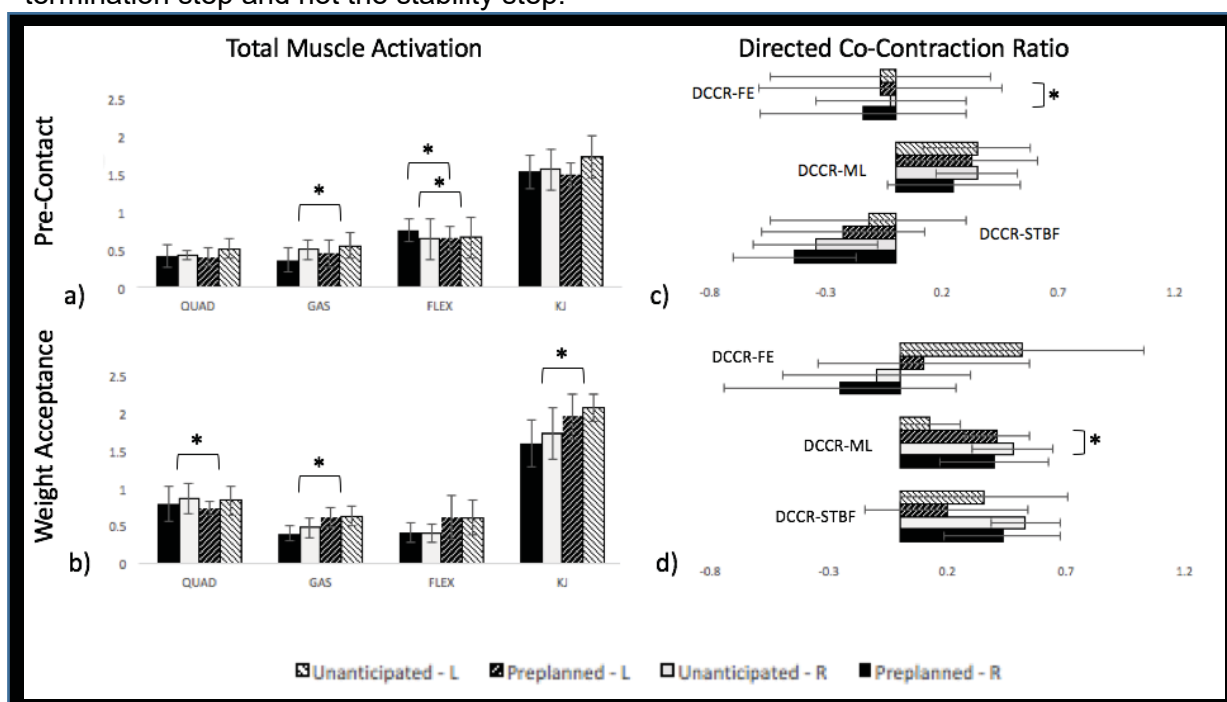 termination step and not the stability step.
Total Muscle Activation
Directed Co-Contraction Ratio
Pre-Contact
2.5
2
1.5
1
0.5
0
*
*
*
QUAD
GAS
FLEX
KJ
a)
DCCR-FE
*
DCCR-ML
DCCR-STBF
c)
-0.8
-0.3
0.2
0.7
1.2
Weight Acceptance
2.5
2
1.5
1
0.5
0
*
*
*
QUAD
GAS
FLEX
KJ
b)
DCCR-FE
DCCR-ML
*
DCCR-STBF
d)
-0.8
-0.3
0.2
0.7
1.2
Unanticipated - L
Preplanned - L
Unanticipated - R
Preplanned - R